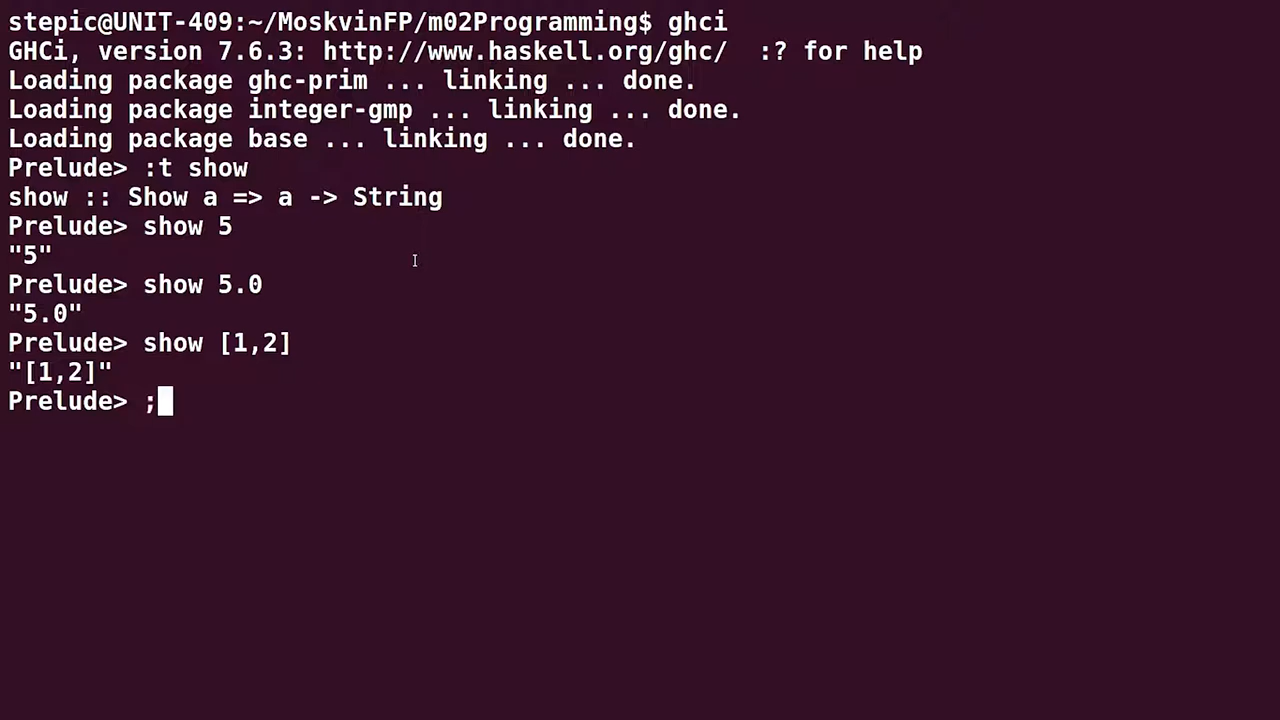 stepic@UNIT-409:~/MoskvinFP/m02Programming$ ghci
GHCi, version 7.6.3: http://www.haskell.org/ghc/  :? for help
Loading package ghc-prim ... linking ... done.
Loading package integer-gmp ... linking ... done.
Loading package base ... linking ... done.
Prelude> :t show
show :: Show a => a -> String
Prelude> show 5
"5"
Prelude> show 5.0
"5.0"
Prelude> show [1,2]
"[1,2]"
Prelude> ;